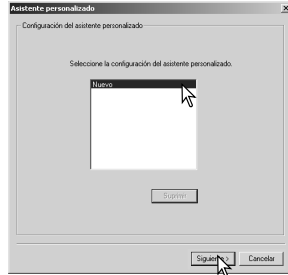 Asistente personalizado
Configuración del asistente personalizado
Seleccione la configuración del asistente personalizado.
Nuevo
Suprimir
Siguiente > Cancelar